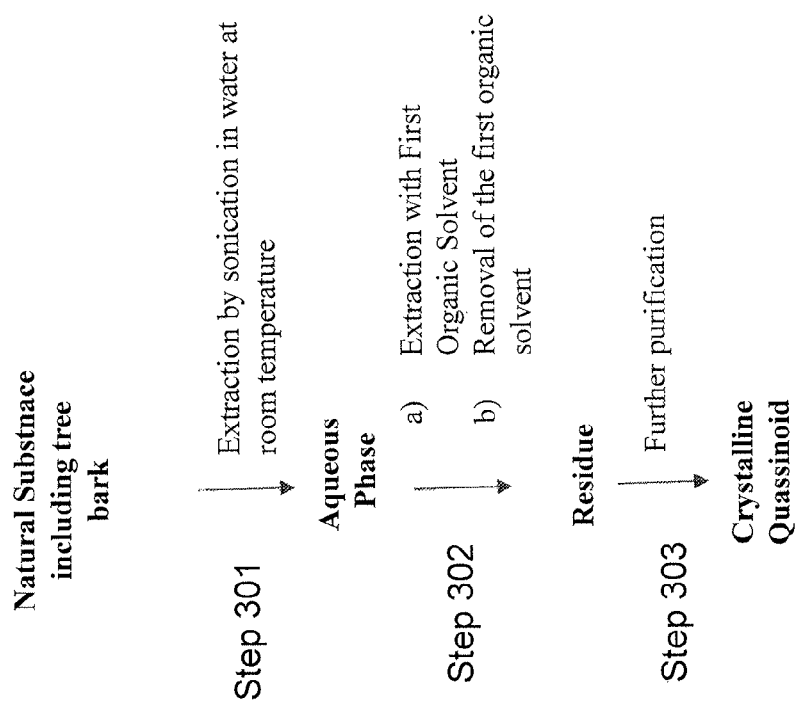 Natural Substnace
including tree
bark
Step 301
Extraction by sonication in water at
room temperature
Aqueous
Phase
Step 302
a) Extraction with First
Organic Solvent
b) Removal of the first organic
solvent
Residue
Step 303
Further purification
Crystalline
Quassinoid